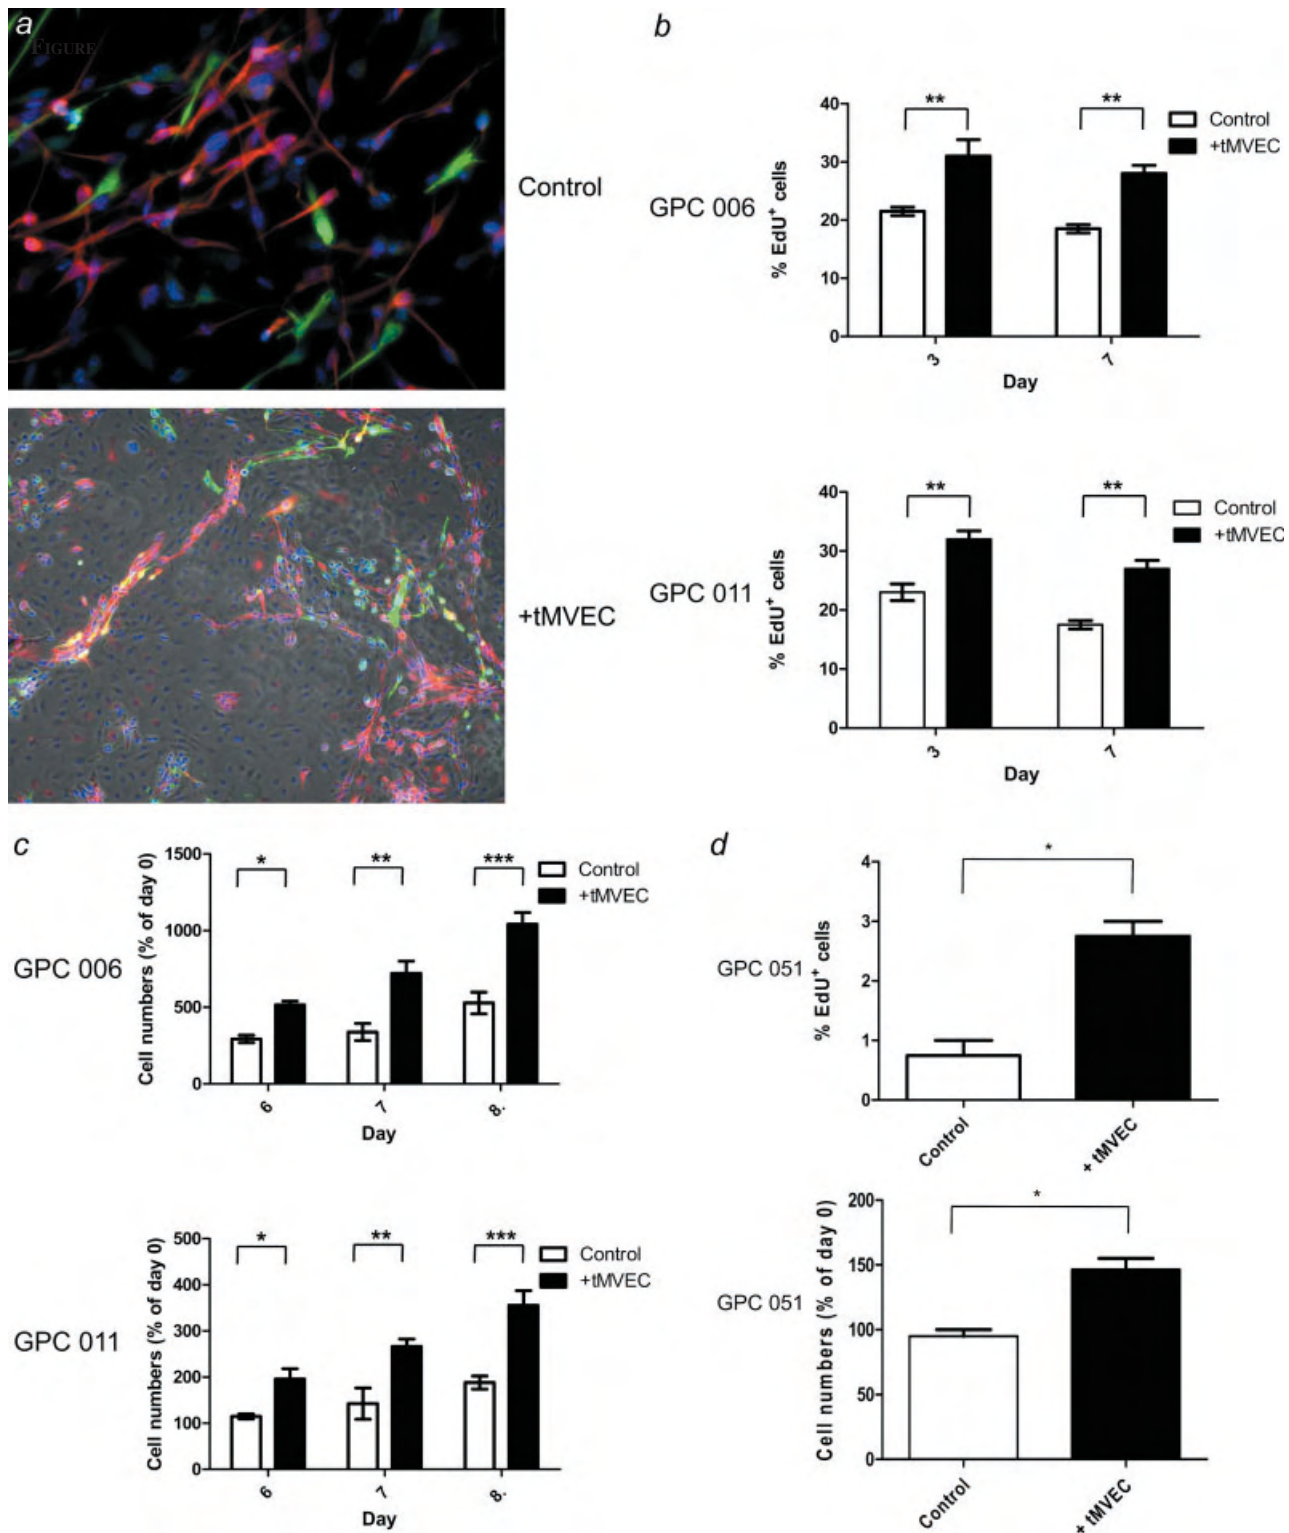 a
FIGURE
Control
+tMVEC
b
GPC 006
% EdU+ cells
40
30
20
10
0
** **
Control
+tMVEC
3 7
Day
GPC 011
% EdU+ cells
40
30
20
10
0
** **
Control
+tMVEC
3 7
Day
c
GPC 006
Cell numbers (% of day 0)
1500
1000
500
0
* ** ***
Control
+tMVEC
6 7 8.
Day
GPC 011
Cell numbers (% of day 0)
500
400
300
200
100
0
* ** ***
Control
+tMVEC
6 7 8.
Day
d
GPC 051
% EdU+ cells
4
3
2
1
0
*
Control
+ tMVEC
GPC 051
Cell numbers (% of day 0)
200
150
100
50
0
*
Control
+ tMVEC